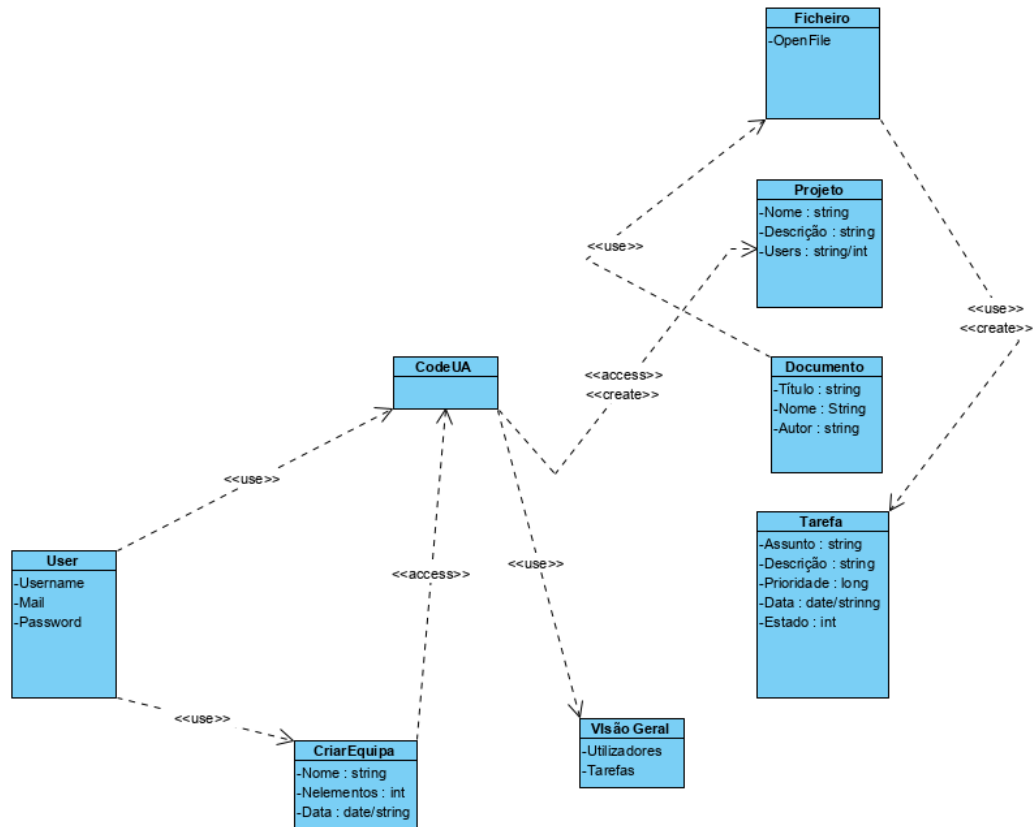 Ficheiro
-OpenFile
Projeto
-Nome : string
-Descrição : string
-Users : string/int
<<use>>
<<use>>
<<create>>
CodeUA
<<access>>
<<create>>
Documento
-Título : string
-Nome : String
-Autor : string
<<use>>
Tarefa
-Assunto : string
-Descrição : string
-Prioridade : long
-Data : date/strinng
-Estado : int
User
-Username
-Mail
-Password
<<access>>
<<use>>
<<use>>
CriarEquipa
-Nome : string
-Nelementos : int
-Data : date/string
VIsão Geral
-Utilizadores
-Tarefas